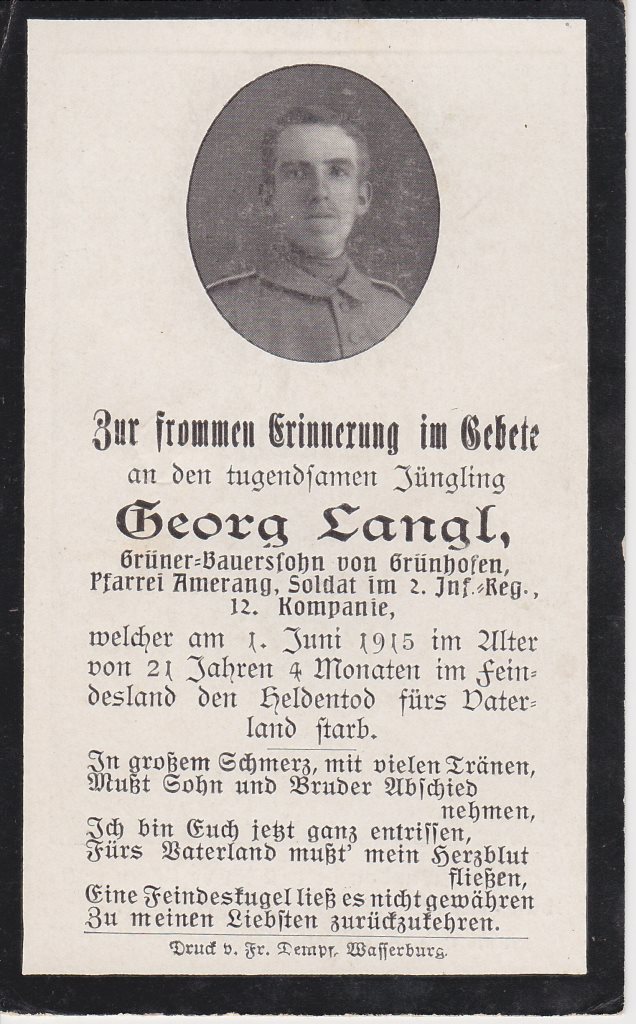 Zur frommen Erinnerung im Gebete
an den tugendsamen Jüngling
Georg Langl,
Grüner-Bauerssohn von Grünhofen,
Pfarrei Amerang, Soldat im 2. Inf.-Reg.,
12. Kompanie,
welcher am 1. Juni 1915 im Alter
von 21 Jahren 4 Monaten im Fein-
desland den Heldentod fürs Vater-
land starb.
In großem Schmerz, mit vielen Tränen,
Mußt Sohn und Bruder Abschied
nehmen,
Ich bin Euch jetzt ganz entrissen,
Fürs Vaterland mußt' mein Herzblut
fließen,
Eine Feindeskugel ließ es nicht gewähren
Zu meinen Liebsten zurückzukehren.
Druck v. Fr. Dempf, Wasserburg.